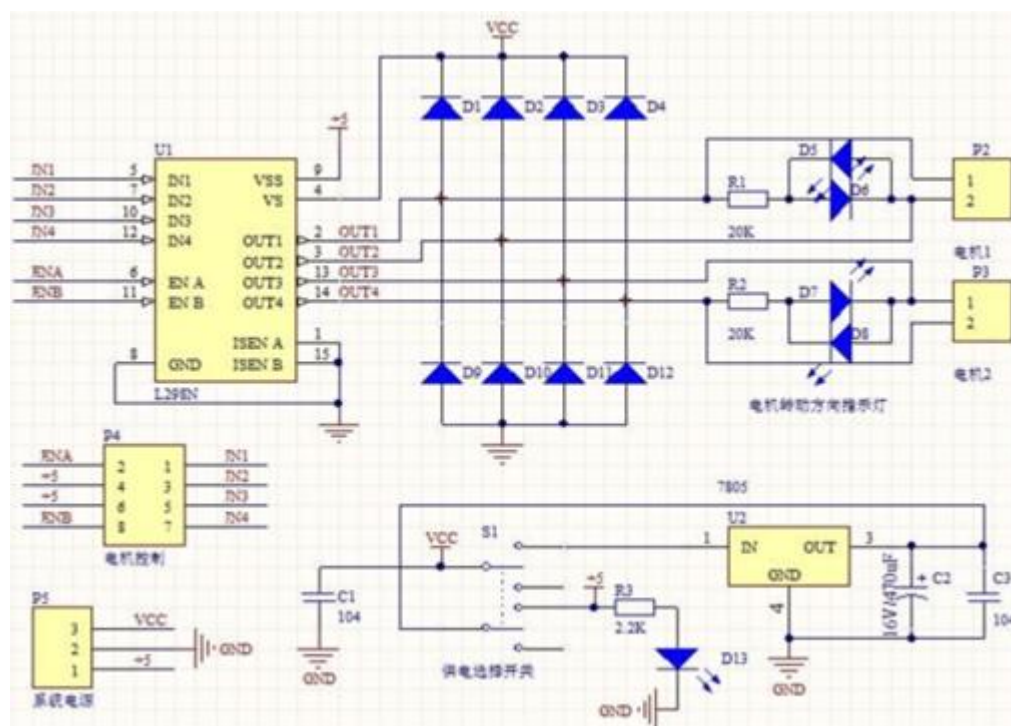 VCC
D1 D2 D3 D4
+5
U1
IN1 5 IN1 VSS 9
IN2 7 IN2 VS 4
IN3 10 IN3
IN4 12 IN4 OUT1 2 OUT1
OUT2 3 OUT2
ENA 6 EN A OUT3 13 OUT3
ENB 11 EN B OUT4 14 OUT4
ISEN A 1
8 GND ISEN B 15
L298N
D5 P2
R1 D6 1
20K 2
电机1
P3
R2 D7 1
20K D8 2
电机2
D9 D10 D11 D12
电机转动方向指示灯
P4
ENA 2 1 IN1
+5 4 3 IN2
+5 6 5 IN3
ENB 8 7 IN4
电机控制
P5
3 VCC
2 GND
1 +5
系统电源
7805
VCC S1 U2
1 IN OUT 3
GND
4
C1
104
GND
+5 R3
2.2K
D13
GND
供电选择开关
16V/470uF C2 C3
104
GND